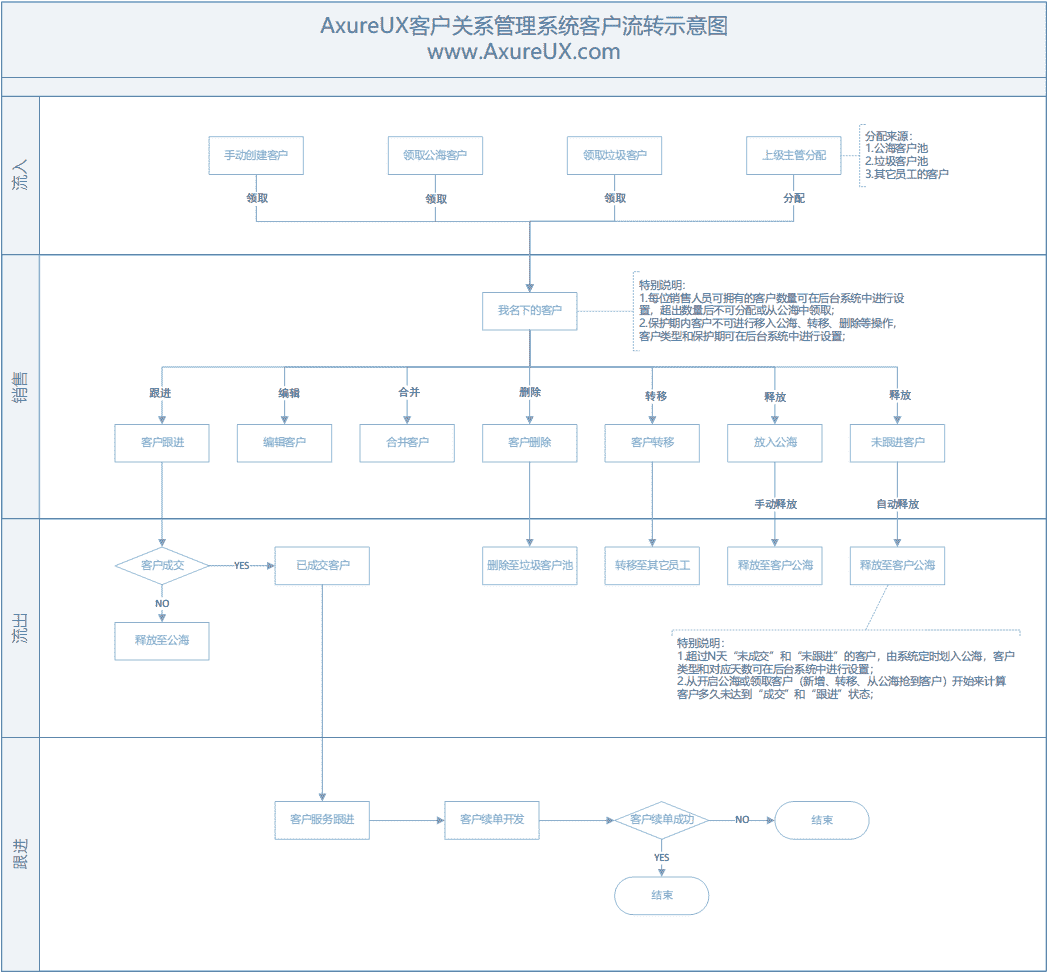 AxureUX客户关系管理系统客户流转示意图
www.AxureUX.com
流入
手动创建客户
领取公海客户
领取垃圾客户
上级主管分配
分配来源：
1.公海客户池
2.垃圾客户池
3.其它员工的客户
领取
领取
领取
分配
销售
我名下的客户
特别说明：
1.每位销售人员可拥有的客户数量可在后台系统中进行设
置，超出数量后不可分配或从公海中领取;
2.保护期内客户不可进行移入公海、转移、删除等操作,
客户类型和保护期可在后台系统中进行设置;
跟进
编辑
合并
删除
转移
释放
释放
客户跟进
编辑客户
合并客户
客户删除
客户转移
放入公海
未跟进客户
手动释放
自动释放
流出
客户成交
YES
已成交客户
删除至垃圾客户池
转移至其它员工
释放至客户公海
释放至客户公海
NO
释放至公海
特别说明：
1.超过N天“未成交”和“未跟进”的客户，由系统定时划入公海，客户
类型和对应天数可在后台系统中进行设置;
2.从开启公海或领取客户（新增、转移、从公海抢到客户）开始来计算
客户多久未达到“成交”和“跟进”状态;
跟进
客户服务跟进
客户续单开发
客户续单成功
NO
结束
YES
结束